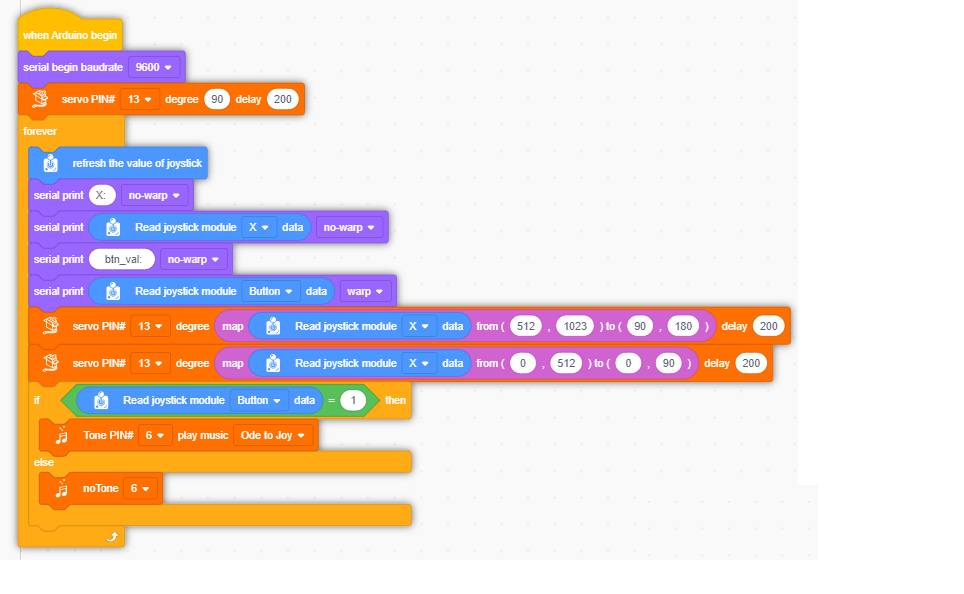 when Arduino begin
serial begin baudrate 9600
servo PIN# 13 degree 90 delay 200
forever
refresh the value of joystick
serial print X: no-warp
serial print Read joystick module X data no-warp
serial print btn_val: no-warp
serial print Read joystick module Button data warp
servo PIN# 13 degree map Read joystick module X data from ( 512 , 1023 ) to ( 90 , 180 ) delay 200
servo PIN# 13 degree map Read joystick module X data from ( 0 , 512 ) to ( 0 , 90 ) delay 200
if Read joystick module Button data = 1 then
Tone PIN# 6 play music Ode to Joy
else
noTone 6